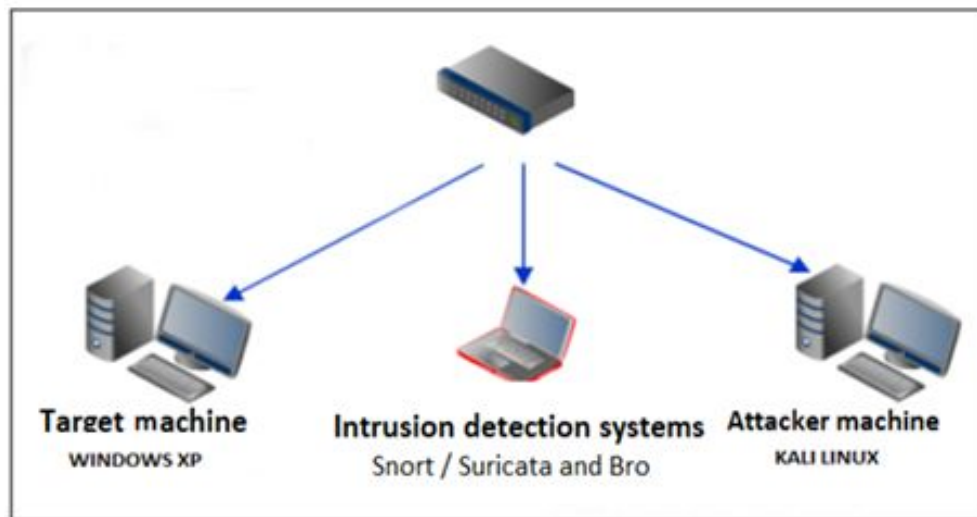 Target machine
WINDOWS XP
Intrusion detection systems
Snort / Suricata and Bro
Attacker machine
KALI LINUX